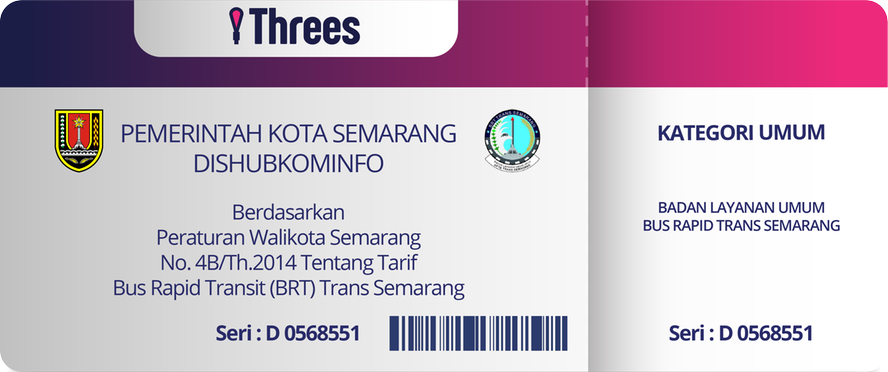 Threes
PEMERINTAH KOTA SEMARANG
DISHUBKOMINFO
Berdasarkan
Peraturan Walikota Semarang
No. 4B/Th.2014 Tentang Tarif
Bus Rapid Transit (BRT) Trans Semarang
Seri : D 0568551
KATEGORI UMUM
BADAN LAYANAN UMUM
BUS RAPID TRANS SEMARANG
Seri : D 0568551